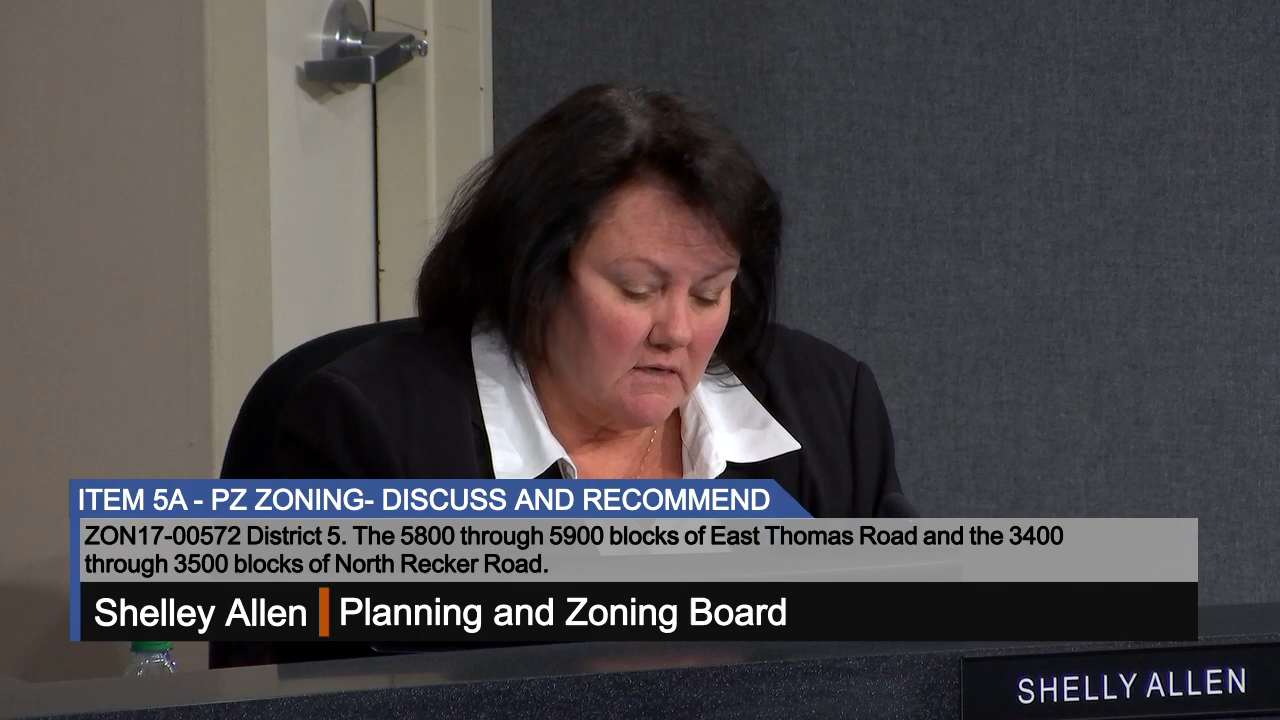 ITEM 5A - PZ ZONING- DISCUSS AND RECOMMEND
ZON17-00572 District 5. The 5800 through 5900 blocks of East Thomas Road and the 3400
through 3500 blocks of North Recker Road.
Shelley Allen Planning and Zoning Board
SHELLY ALLEN